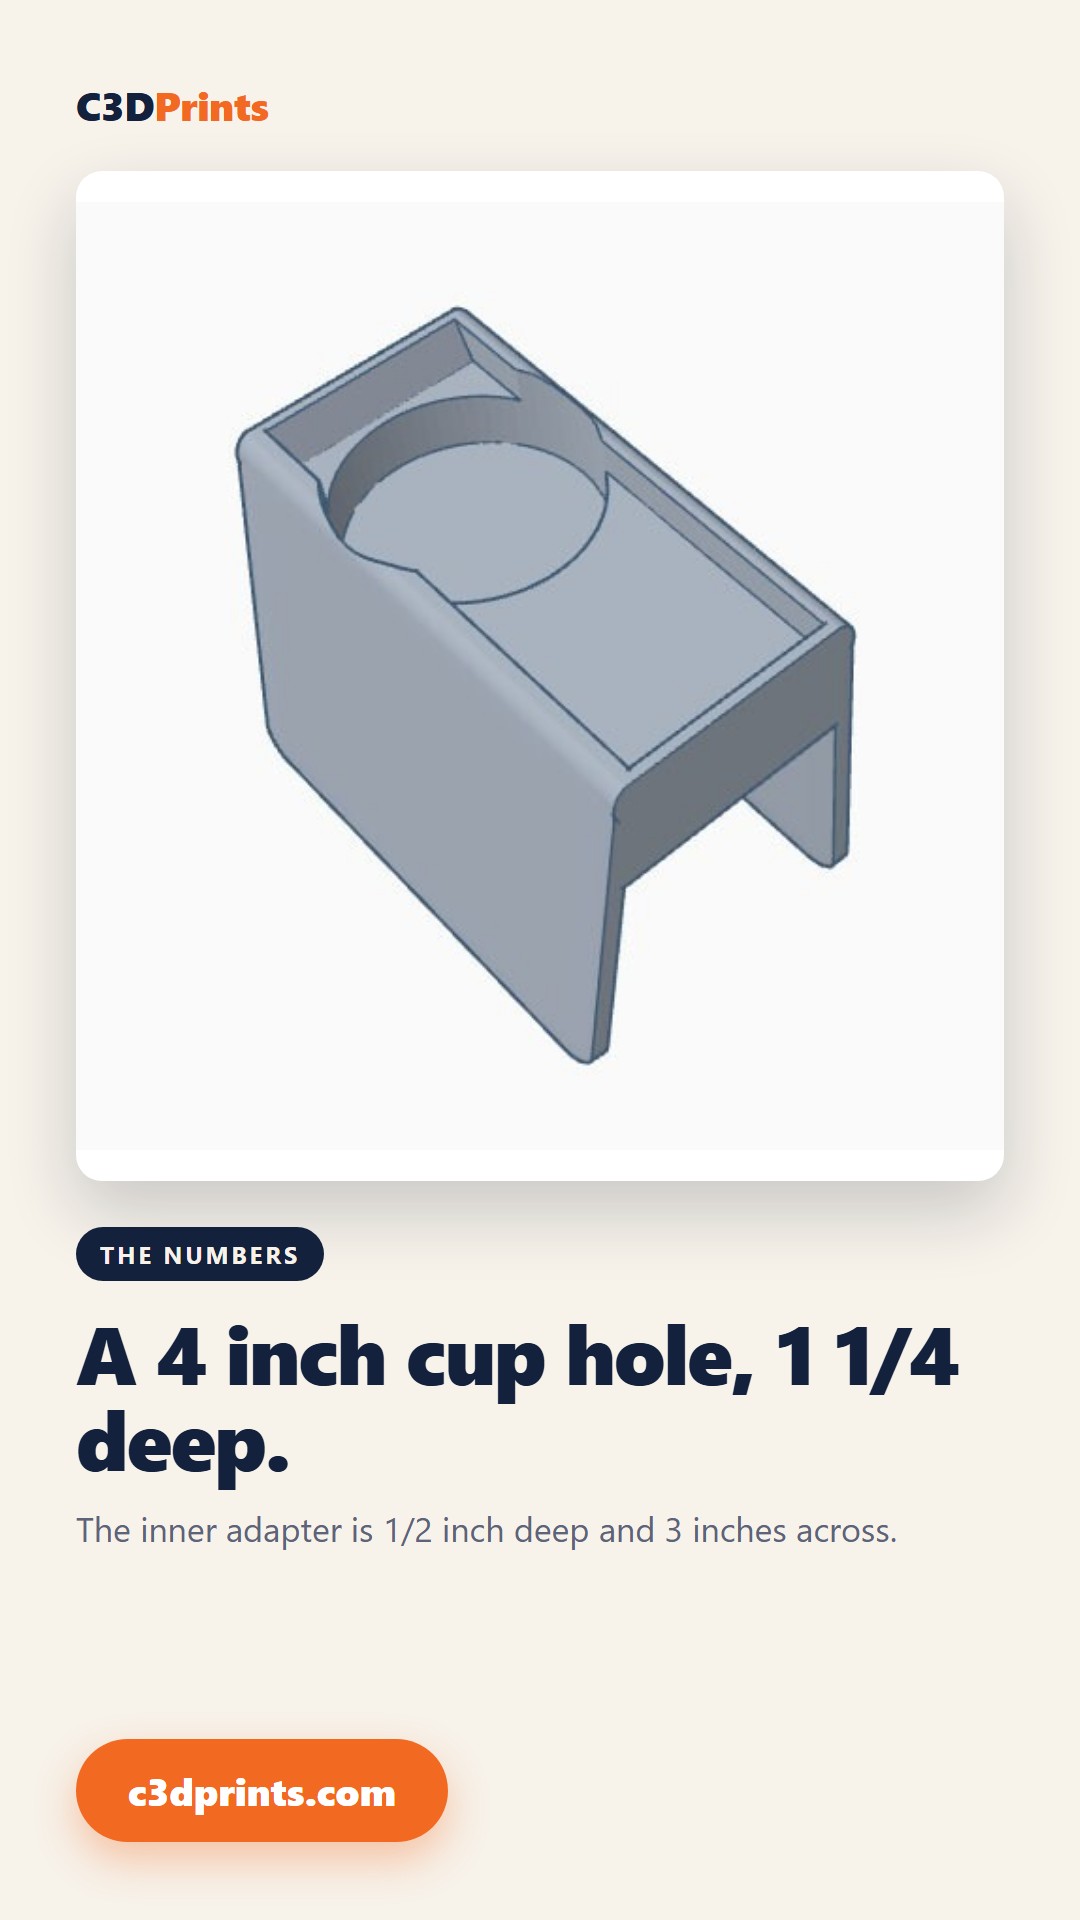 C3DPrints
THE NUMBERS
A 4 inch cup hole, 1 1/4
deep.
The inner adapter is 1/2 inch deep and 3 inches across.
c3dprints.com